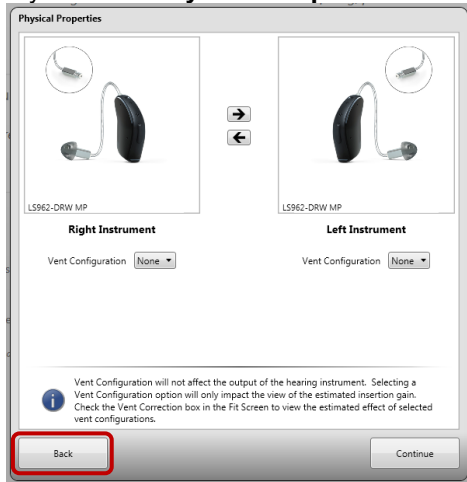 Physical Properties
LS962-DRW MP
LS962-DRW MP
Right Instrument
Left Instrument
Vent Configuration None
Vent Configuration None
Vent Configuration will not affect the output of the hearing instrument. Selecting a
Vent Configuration option will only impact the view of the estimated insertion gain.
Check the Vent Correction box in the Fit Screen to view the estimated effect of selected
vent configurations.
Back
Continue